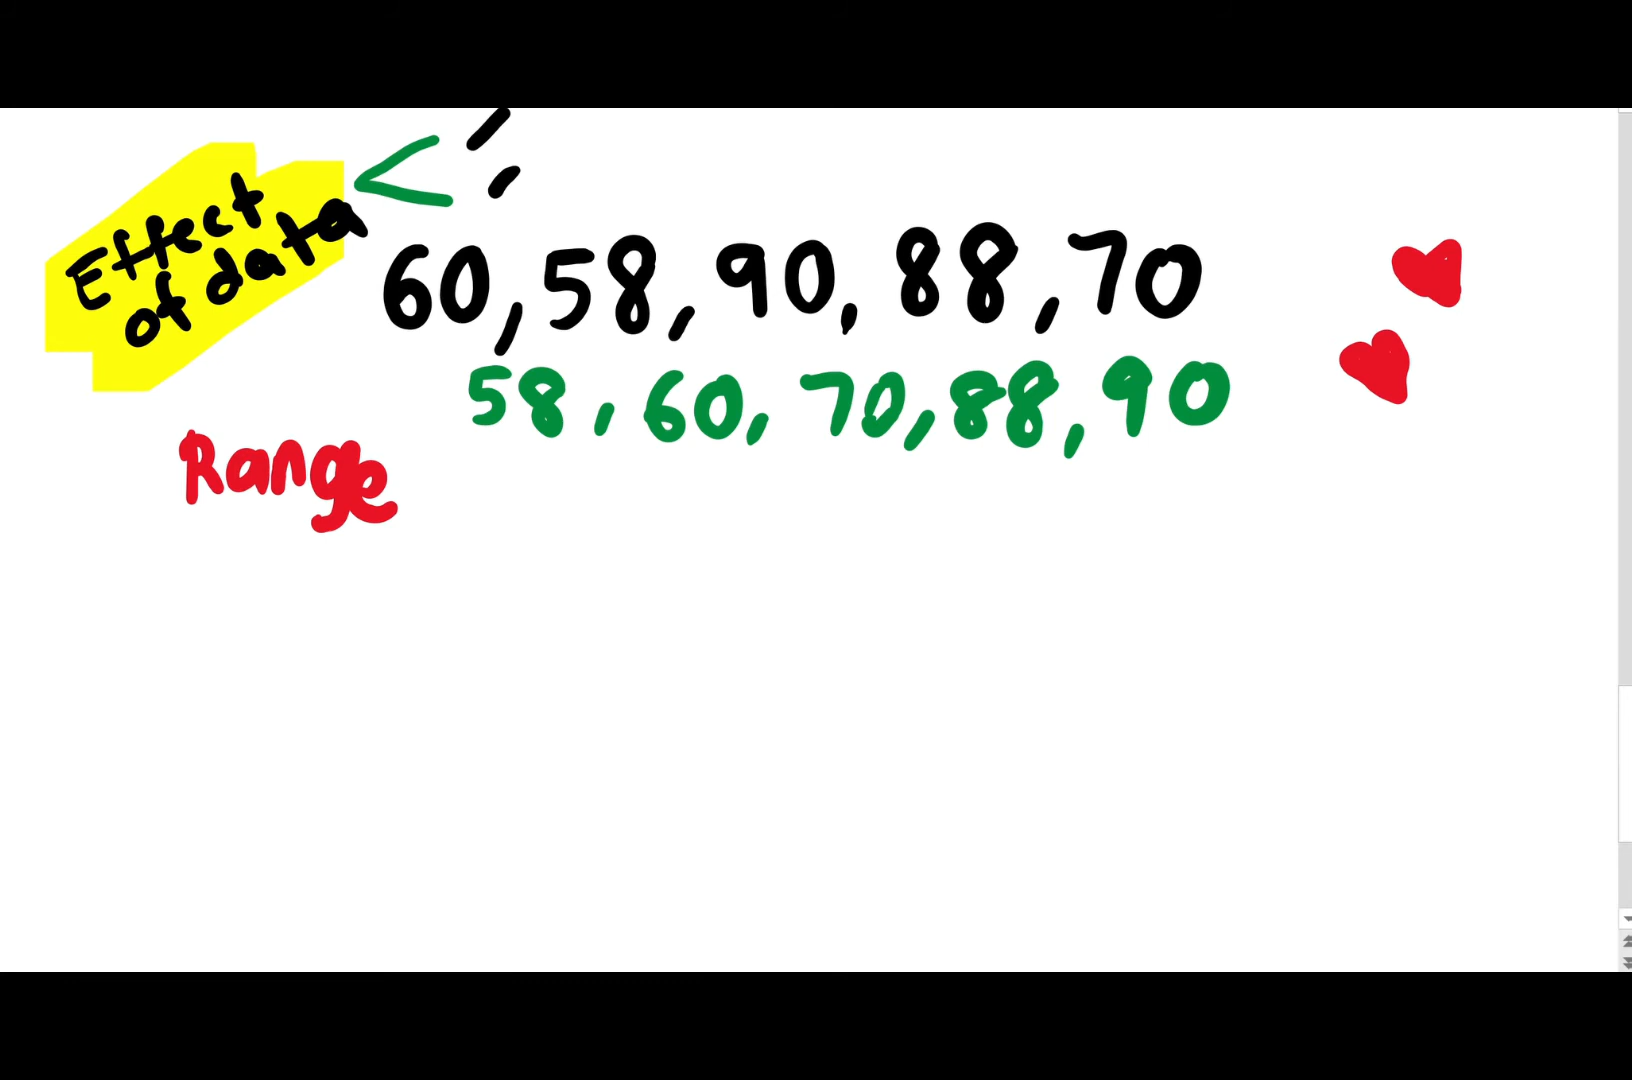 Effect
of data
60, 58, 90, 88, 70
58, 60, 70, 88, 90
Range